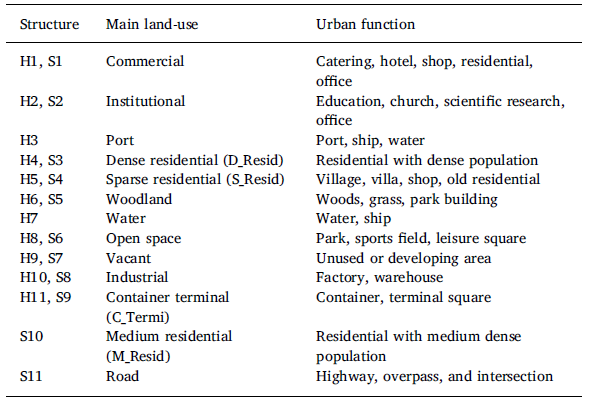 Structure Main land-use Urban function
H1, S1 Commercial Catering, hotel, shop, residential,
office
H2, S2 Institutional Education, church, scientific research,
office
H3 Port Port, ship, water
H4, S3 Dense residential (D_Resid) Residential with dense population
H5, S4 Sparse residential (S_Resid) Village, villa, shop, old residential
H6, S5 Woodland Woods, grass, park building
H7 Water Water, ship
H8, S6 Open space Park, sports field, leisure square
H9, S7 Vacant Unused or developing area
H10, S8 Industrial Factory, warehouse
H11, S9 Container terminal Container, terminal square
(C_Termi)
S10 Medium residential Residential with medium dense
(M_Resid) population
S11 Road Highway, overpass, and intersection